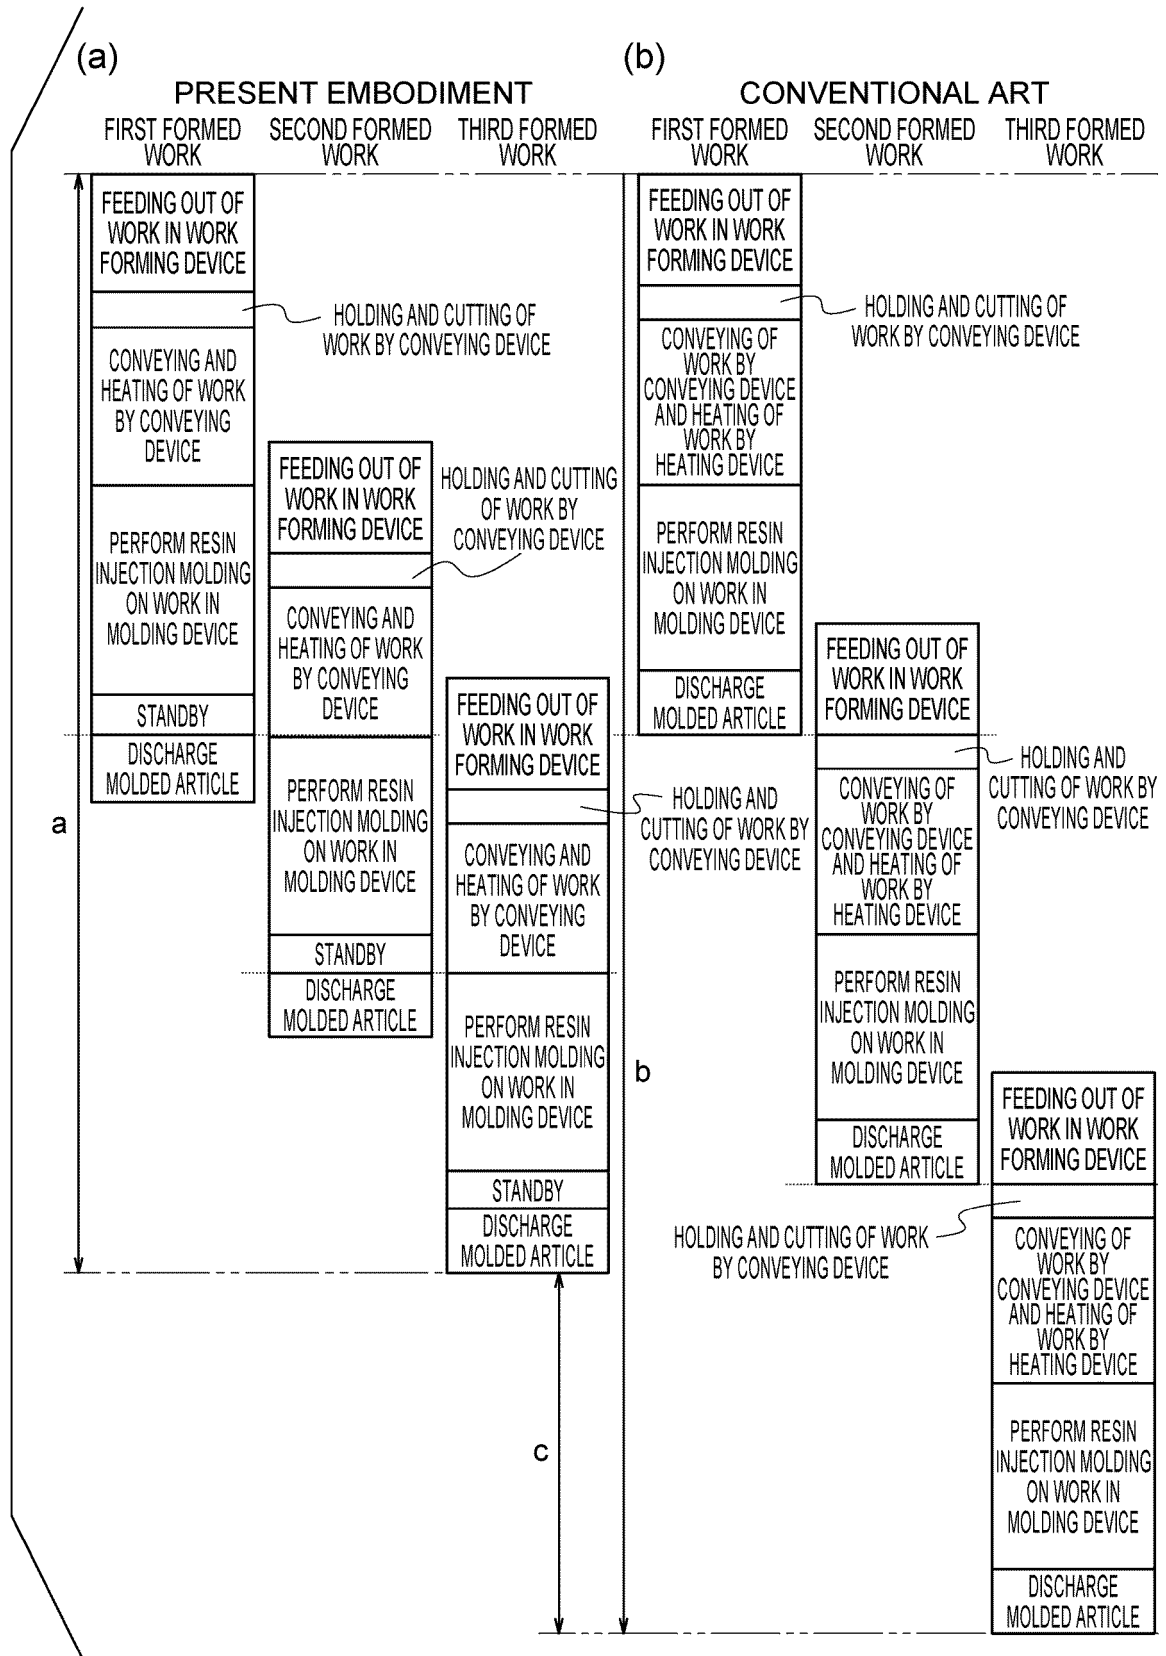 (a)
PRESENT EMBODIMENT
FIRST FORMED
WORK
SECOND FORMED
WORK
THIRD FORMED
WORK
FEEDING OUT OF
WORK IN WORK
FORMING DEVICE
HOLDING AND CUTTING OF
WORK BY CONVEYING DEVICE
CONVEYING AND
HEATING OF WORK
BY CONVEYING
DEVICE
PERFORM RESIN
INJECTION MOLDING
ON WORK IN
MOLDING DEVICE
STANDBY
DISCHARGE
MOLDED ARTICLE
FEEDING OUT OF
WORK IN WORK
FORMING DEVICE
HOLDING AND CUTTING
OF WORK BY
CONVEYING DEVICE
CONVEYING AND
HEATING OF WORK
BY CONVEYING
DEVICE
PERFORM RESIN
INJECTION MOLDING
ON WORK IN
MOLDING DEVICE
STANDBY
DISCHARGE
MOLDED ARTICLE
FEEDING OUT OF
WORK IN WORK
FORMING DEVICE
HOLDING AND
CUTTING OF WORK BY
CONVEYING DEVICE
CONVEYING AND
HEATING OF WORK
BY CONVEYING
DEVICE
PERFORM RESIN
INJECTION MOLDING
ON WORK IN
MOLDING DEVICE
STANDBY
DISCHARGE
MOLDED ARTICLE
a
c
(b)
CONVENTIONAL ART
FIRST FORMED
WORK
SECOND FORMED
WORK
THIRD FORMED
WORK
FEEDING OUT OF
WORK IN WORK
FORMING DEVICE
HOLDING AND CUTTING OF
WORK BY CONVEYING DEVICE
CONVEYING OF
WORK BY
CONVEYING DEVICE
AND HEATING OF
WORK BY
HEATING DEVICE
PERFORM RESIN
INJECTION MOLDING
ON WORK IN
MOLDING DEVICE
DISCHARGE
MOLDED ARTICLE
FEEDING OUT OF
WORK IN WORK
FORMING DEVICE
HOLDING AND
CUTTING OF WORK BY
CONVEYING DEVICE
CONVEYING OF
WORK BY
CONVEYING DEVICE
AND HEATING OF
WORK BY
HEATING DEVICE
PERFORM RESIN
INJECTION MOLDING
ON WORK IN
MOLDING DEVICE
DISCHARGE
MOLDED ARTICLE
b
FEEDING OUT OF
WORK IN WORK
FORMING DEVICE
HOLDING AND CUTTING OF WORK
BY CONVEYING DEVICE
CONVEYING OF
WORK BY
CONVEYING DEVICE
AND HEATING OF
WORK BY
HEATING DEVICE
PERFORM RESIN
INJECTION MOLDING
ON WORK IN
MOLDING DEVICE
DISCHARGE
MOLDED ARTICLE